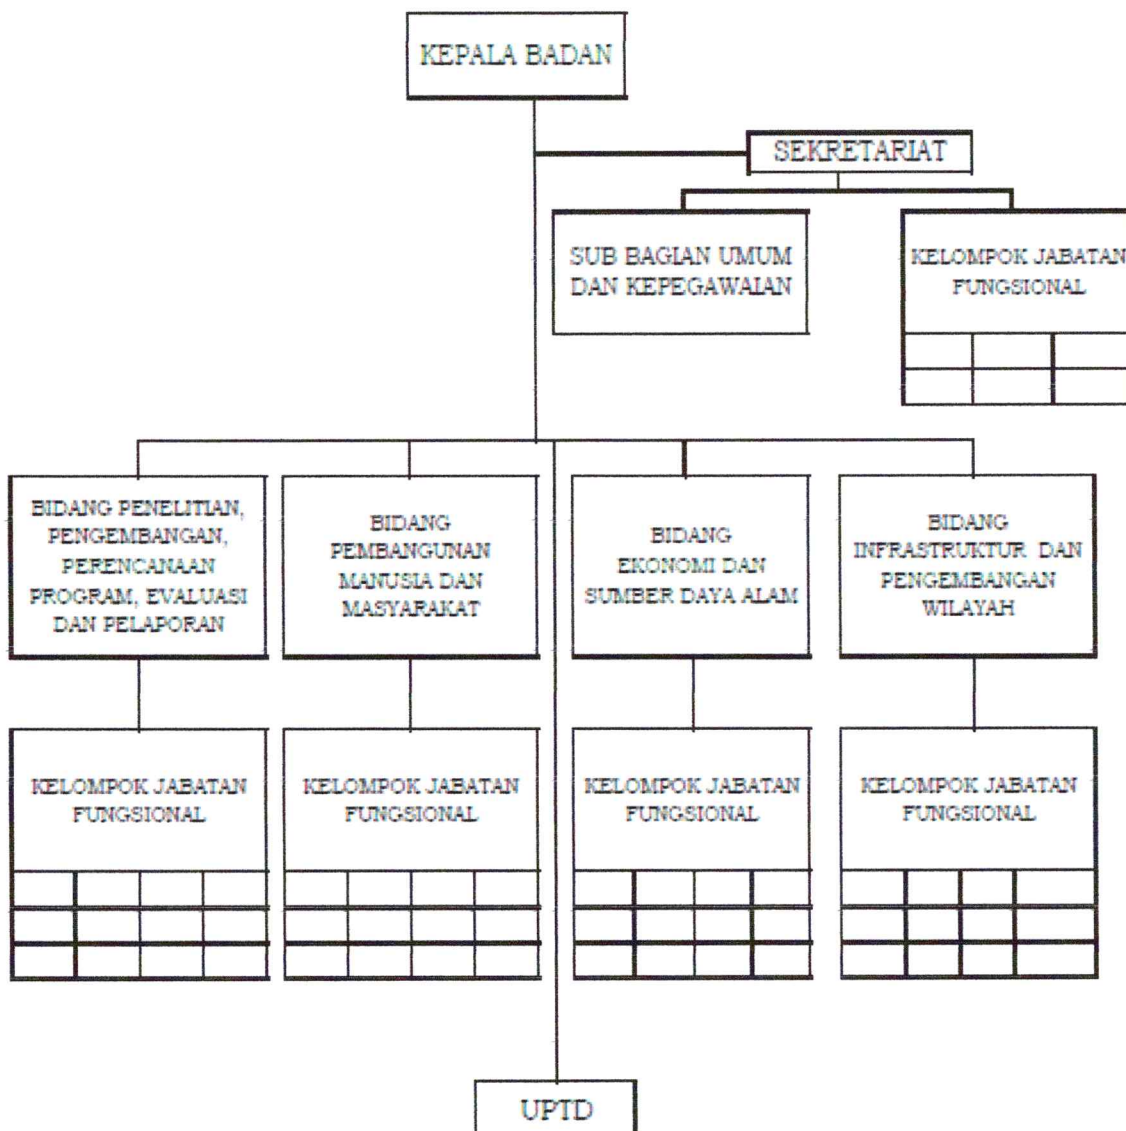 KEPALA BADAN
SEKRETARIAT
SUB BAGIAN UMUM
DAN KEPEGAWAIAN
KELOMPOK JABATAN
FUNGSIONAL
BIDANG PENELITIAN,
PENGEMBANGAN,
PERENCANAAN
PROGRAM, EVALUASI
DAN PELAPORAN
BIDANG
PEMBANGUNAN
MANUSIA DAN
MASYARAKAT
BIDANG
EKONOMI DAN
SUMBER DAYA ALAM
BIDANG
INFRASTRUKTUR DAN
PENGEMBANGAN
WILAYAH
KELOMPOK JABATAN
FUNGSIONAL
KELOMPOK JABATAN
FUNGSIONAL
KELOMPOK JABATAN
FUNGSIONAL
KELOMPOK JABATAN
FUNGSIONAL
UPTD